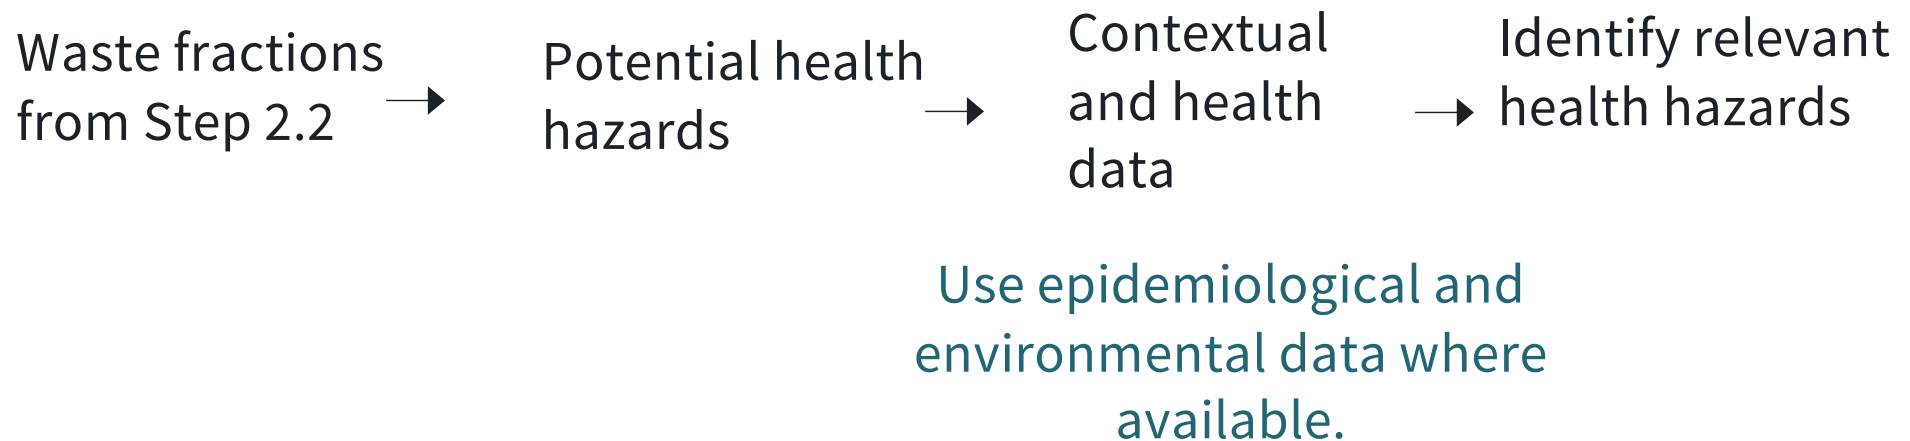 Waste fractions
from Step 2.2
Potential health
hazards
Contextual
and health
data
Identify relevant
health hazards
Use epidemiological and
environmental data where
available.